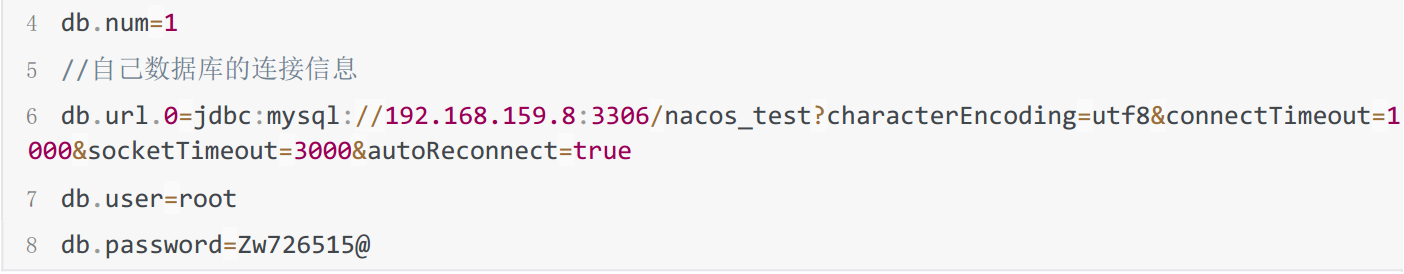 4 db.num=1
5 //自己数据库的连接信息
6 db.url.0=jdbc:mysql://192.168.159.8:3306/nacos_test?characterEncoding=utf8&connectTimeout=1
000&socketTimeout=3000&autoReconnect=true
7 db.user=root
8 db.password=Zw726515@